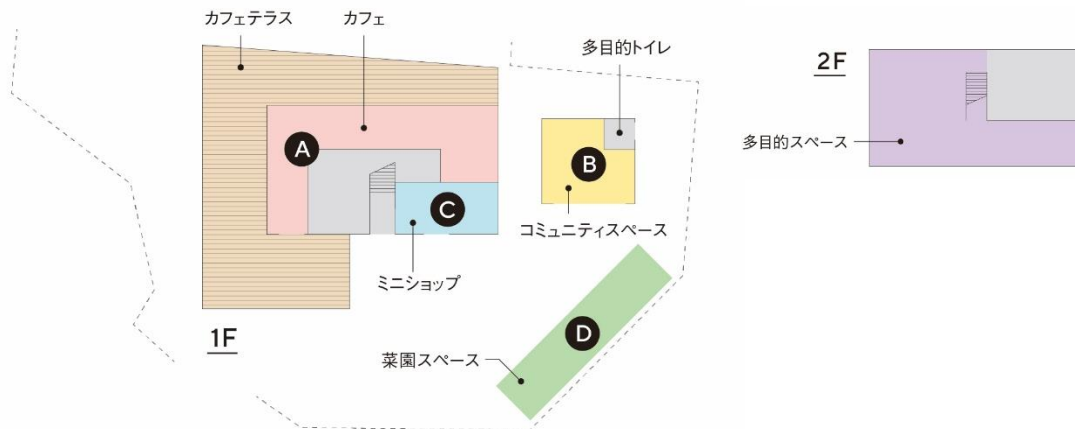 カフェテラス
カフェ
多目的トイレ
A
B
C
コミュニティスペース
ミニショップ
1F
D
菜園スペース
2F
多目的スペース